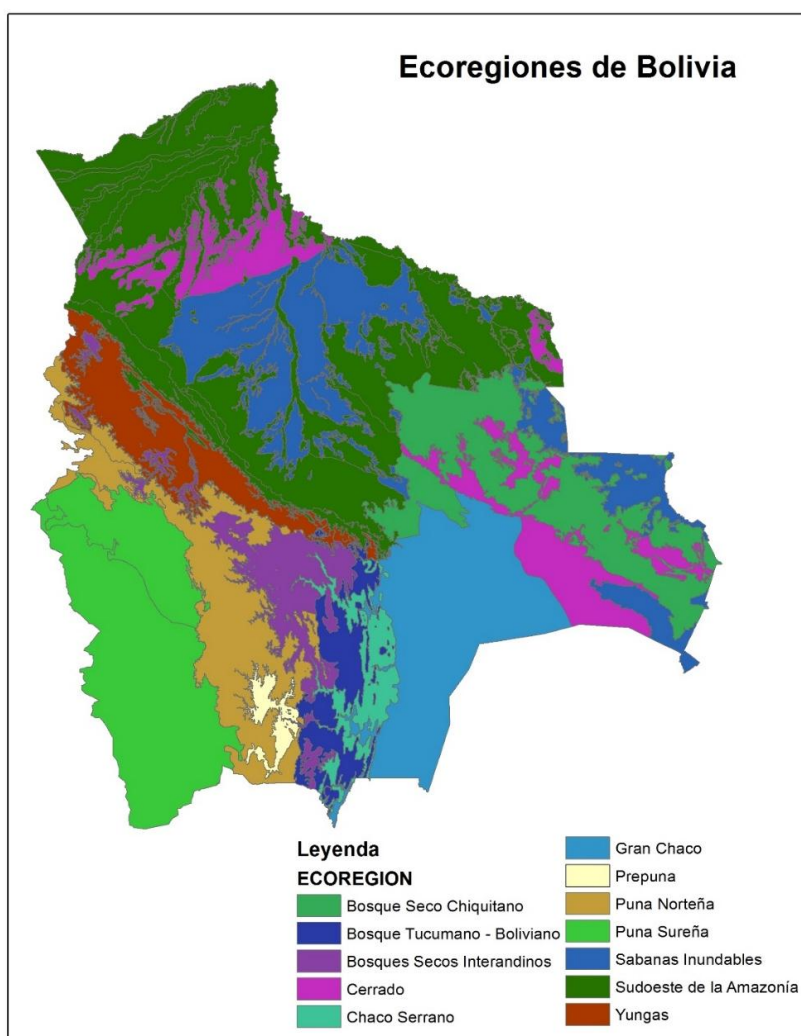 Ecoregiones de Bolivia
Leyenda
ECOREGION
Bosque Seco Chiquitano
Bosque Tucumano - Boliviano
Bosques Secos Interandinos
Cerrado
Chaco Serrano
Gran Chaco
Prepuna
Puna Norteña
Puna Sureña
Sabanas Inundables
Sudoeste de la Amazonía
Yungas